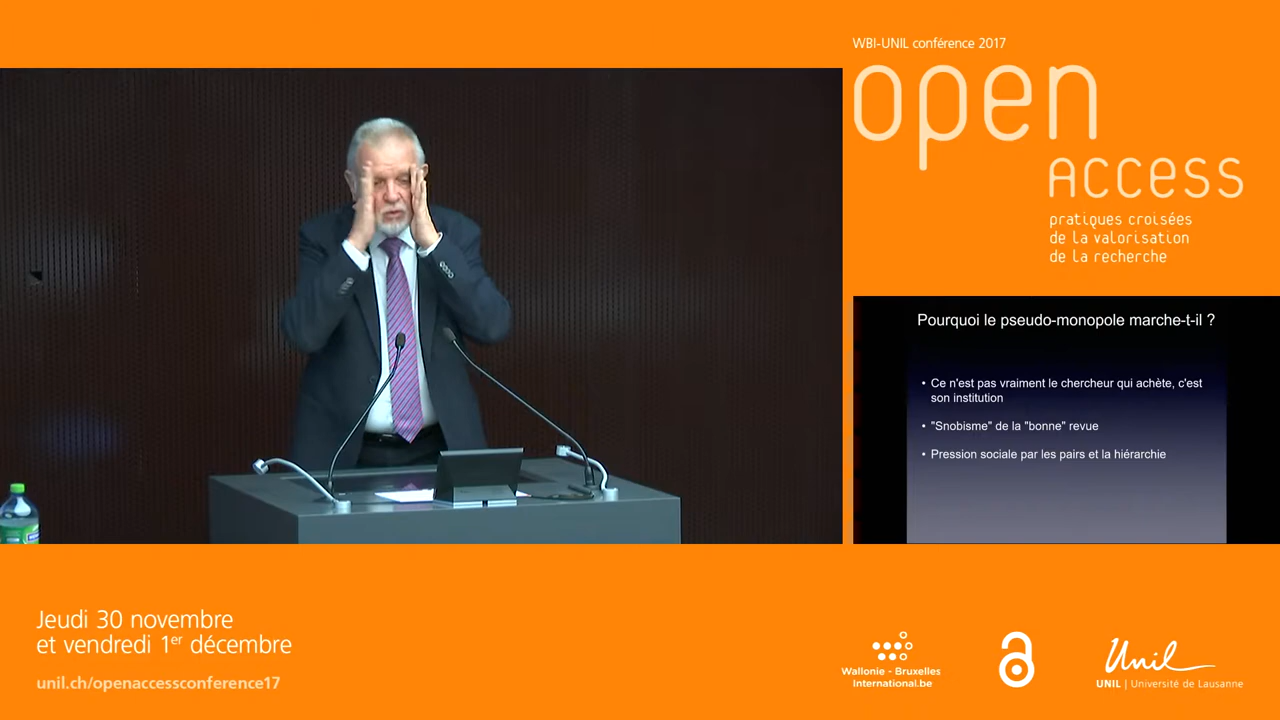 WBI-UNIL conférence 2017
open
access
pratiques croisées
de la valorisation
de la recherche
Pourquoi le pseudo-monopole marche-t-il ?
• Ce n'est pas vraiment le chercheur qui achète, c'est
son institution
• "Snobisme" de la "bonne" revue
• Pression sociale par les pairs et la hiérarchie
Jeudi 30 novembre
et vendredi 1er décembre
unil.ch/openaccessconference17
Wallonie - Bruxelles
International.be
Unil
UNIL | Université de Lausanne